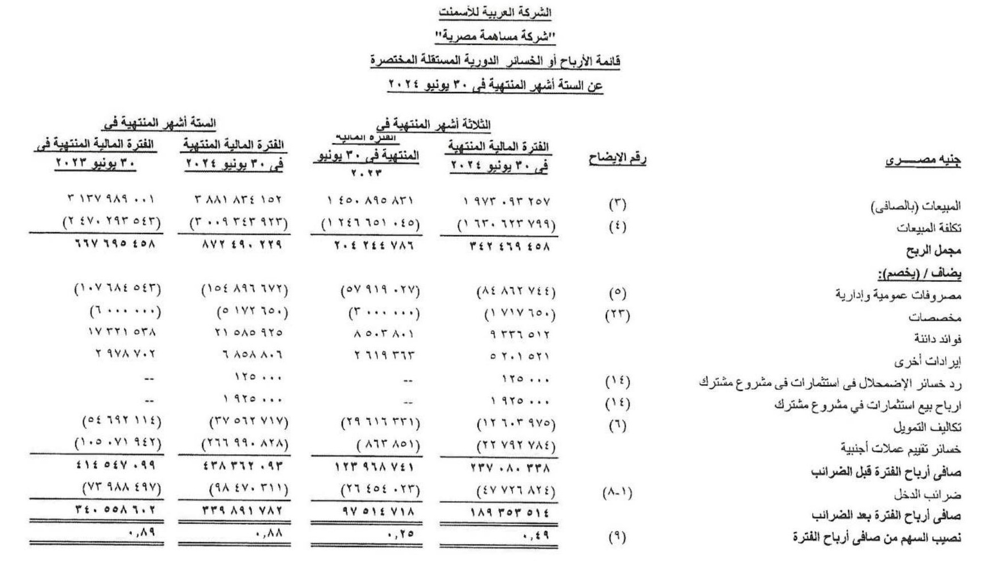 الشركة العربية للأسمنت
"شركة مساهمة مصرية"
قائمة الأرباح أو الخسائر الدورية المستقلة المختصرة
عن الستة أشهر المنتهية فى ٣٠ يونيو ٢٠٢٤
الثلاثة أشهر المنتهية في الستة أشهر المنتهية في
جنيه مصـــرى رقم الإيضاح الفترة المالية المنتهية فى ٣٠ يونيو ٢٠٢٤ الفترة المالية المنتهية فى ٣٠ يونيو ٢٠٢٣ الفترة المالية المنتهية فى ٣٠ يونيو ٢٠٢٤ الفترة المالية المنتهية فى ٣٠ يونيو ٢٠٢٣
المبيعات (بالصافى) (٣) ١ ٩٧٣ ٠٩٣ ٢٥٧ ١ ٤٥٠ ٨٩٥ ٨٣١ ٣ ٨٨١ ٨٣٤ ١٥٢ ٣ ١٣٧ ٩٨٩ ٠٠١
تكلفة المبيعات (٤) (١ ٦٣٠ ٦٢٣ ٧٩٩) (١ ٢٤٦ ٦٥١ ٠٤٥) (٣ ٠٠٩ ٣٤٣ ٩٢٣) (٢ ٤٧٠ ٢٩٣ ٥٤٣)
مجمل الربح ٣٤٢ ٤٦٩ ٤٥٨ ٢٠٤ ٢٤٤ ٧٨٦ ٨٧٢ ٤٩٠ ٢٢٩ ٦٦٧ ٦٩٥ ٤٥٨
يضاف / (يخصم):
مصروفات عمومية وإدارية (٥) (٨٤ ٨٦٢ ٧٤٤) (٥٧ ٩١٩ ٠٢٧) (١٥٤ ٨٩٦ ٦٧٢) (١٠٧ ٦٨٤ ٥٤٣)
مخصصات (٢٣) (١ ٧١٧ ٦٥٠) (٣ ٠٠٠ ٠٠٠) (٥ ١٧٢ ٦٥٠) (٦ ٠٠٠ ٠٠٠)
فوائد دائنة ٩ ٣٣٦ ٥١٢ ٨ ٥٠٣ ٨٠١ ٢١ ٥٨٥ ٩٢٥ ١٧ ٣٢١ ٥٣٨
إيرادات أخرى ٥ ٢٠١ ٥٢١ ٢ ٦١٩ ٣٦٣ ٦ ٨٥٨ ٨٠٦ ٢ ٩٧٨ ٧٠٢
رد خسائر الإضمحلال فى استثمارات فى مشروع مشترك (١٤) ١٢٥ ٠٠٠ -- ١٢٥ ٠٠٠ --
ارباح بيع استثمارات في مشروع مشترك (١٤) ١ ٩٢٥ ٠٠٠ -- ١ ٩٢٥ ٠٠٠ --
تكاليف التمويل (٦) (١٢ ٦٠٣ ٩٧٥) (٢٩ ٦١٦ ٣٣١) (٣٧ ٥٦٢ ٧١٧) (٥٤ ٦٩٢ ١١٤)
خسائر تقييم عملات أجنبية (٢٢ ٧٩٢ ٧٨٤) (٨٦٣ ٨٥١ ) (٢٦٦ ٩٩٠ ٨٢٨) (١٠٥ ٠٧١ ٩٤٢)
صافى أرباح الفترة قبل الضرائب ٢٣٧ ٠٨٠ ٣٣٨ ١٢٣ ٩٦٨ ٧٤١ ٤٣٨ ٣٦٢ ٠٩٣ ٤١٤ ٥٤٧ ٠٩٩
ضرائب الدخل (٨-١) (٤٧ ٧٢٦ ٨٢٤) (٢٦ ٤٥٤ ٠٢٣) (٩٨ ٤٧٠ ٣١١) (٧٣ ٩٨٨ ٤٩٧)
صافى أرباح الفترة بعد الضرائب ١٨٩ ٣٥٣ ٥١٤ ٩٧ ٥١٤ ٧١٨ ٣٣٩ ٨٩١ ٧٨٢ ٣٤٠ ٥٥٨ ٦٠٢
نصيب السهم من صافى أرباح الفترة (٩) ٠,٤٩ ٠,٢٥ ٠,٨٨ ٠,٨٩